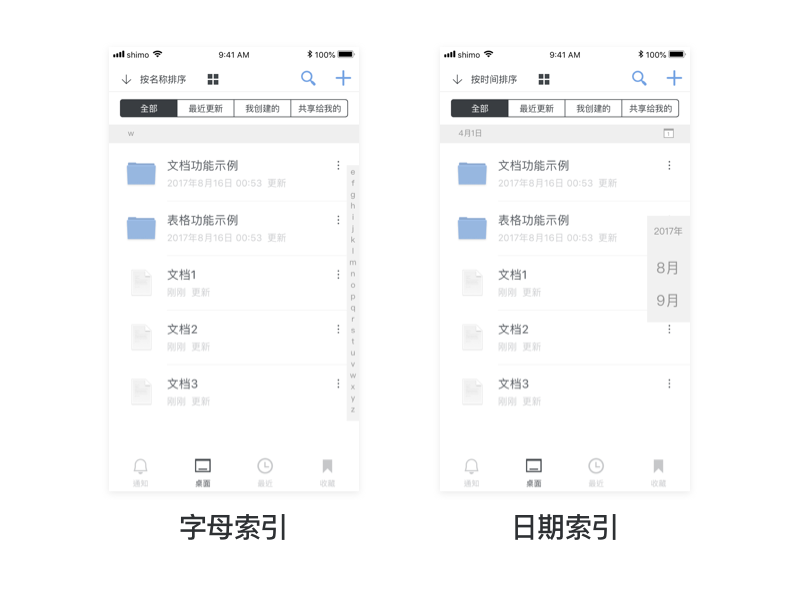 shimo
9:41 AM
100%
按名称排序
全部
最近更新
我创建的
共享给我的
w
文档功能示例
2017年8月16日 00:53 更新
表格功能示例
2017年8月16日 00:53 更新
文档1
刚刚 更新
文档2
刚刚 更新
文档3
刚刚 更新
e
f
g
h
i
j
k
l
m
n
o
p
q
r
s
t
u
v
w
x
y
z
通知
桌面
最近
收藏
字母索引
shimo
9:41 AM
100%
按时间排序
全部
最近更新
我创建的
共享给我的
4月1日
1
文档功能示例
2017年8月16日 00:53 更新
表格功能示例
2017年8月16日 00:53 更新
文档1
刚刚 更新
文档2
刚刚 更新
文档3
刚刚 更新
2017年
8月
9月
通知
桌面
最近
收藏
日期索引